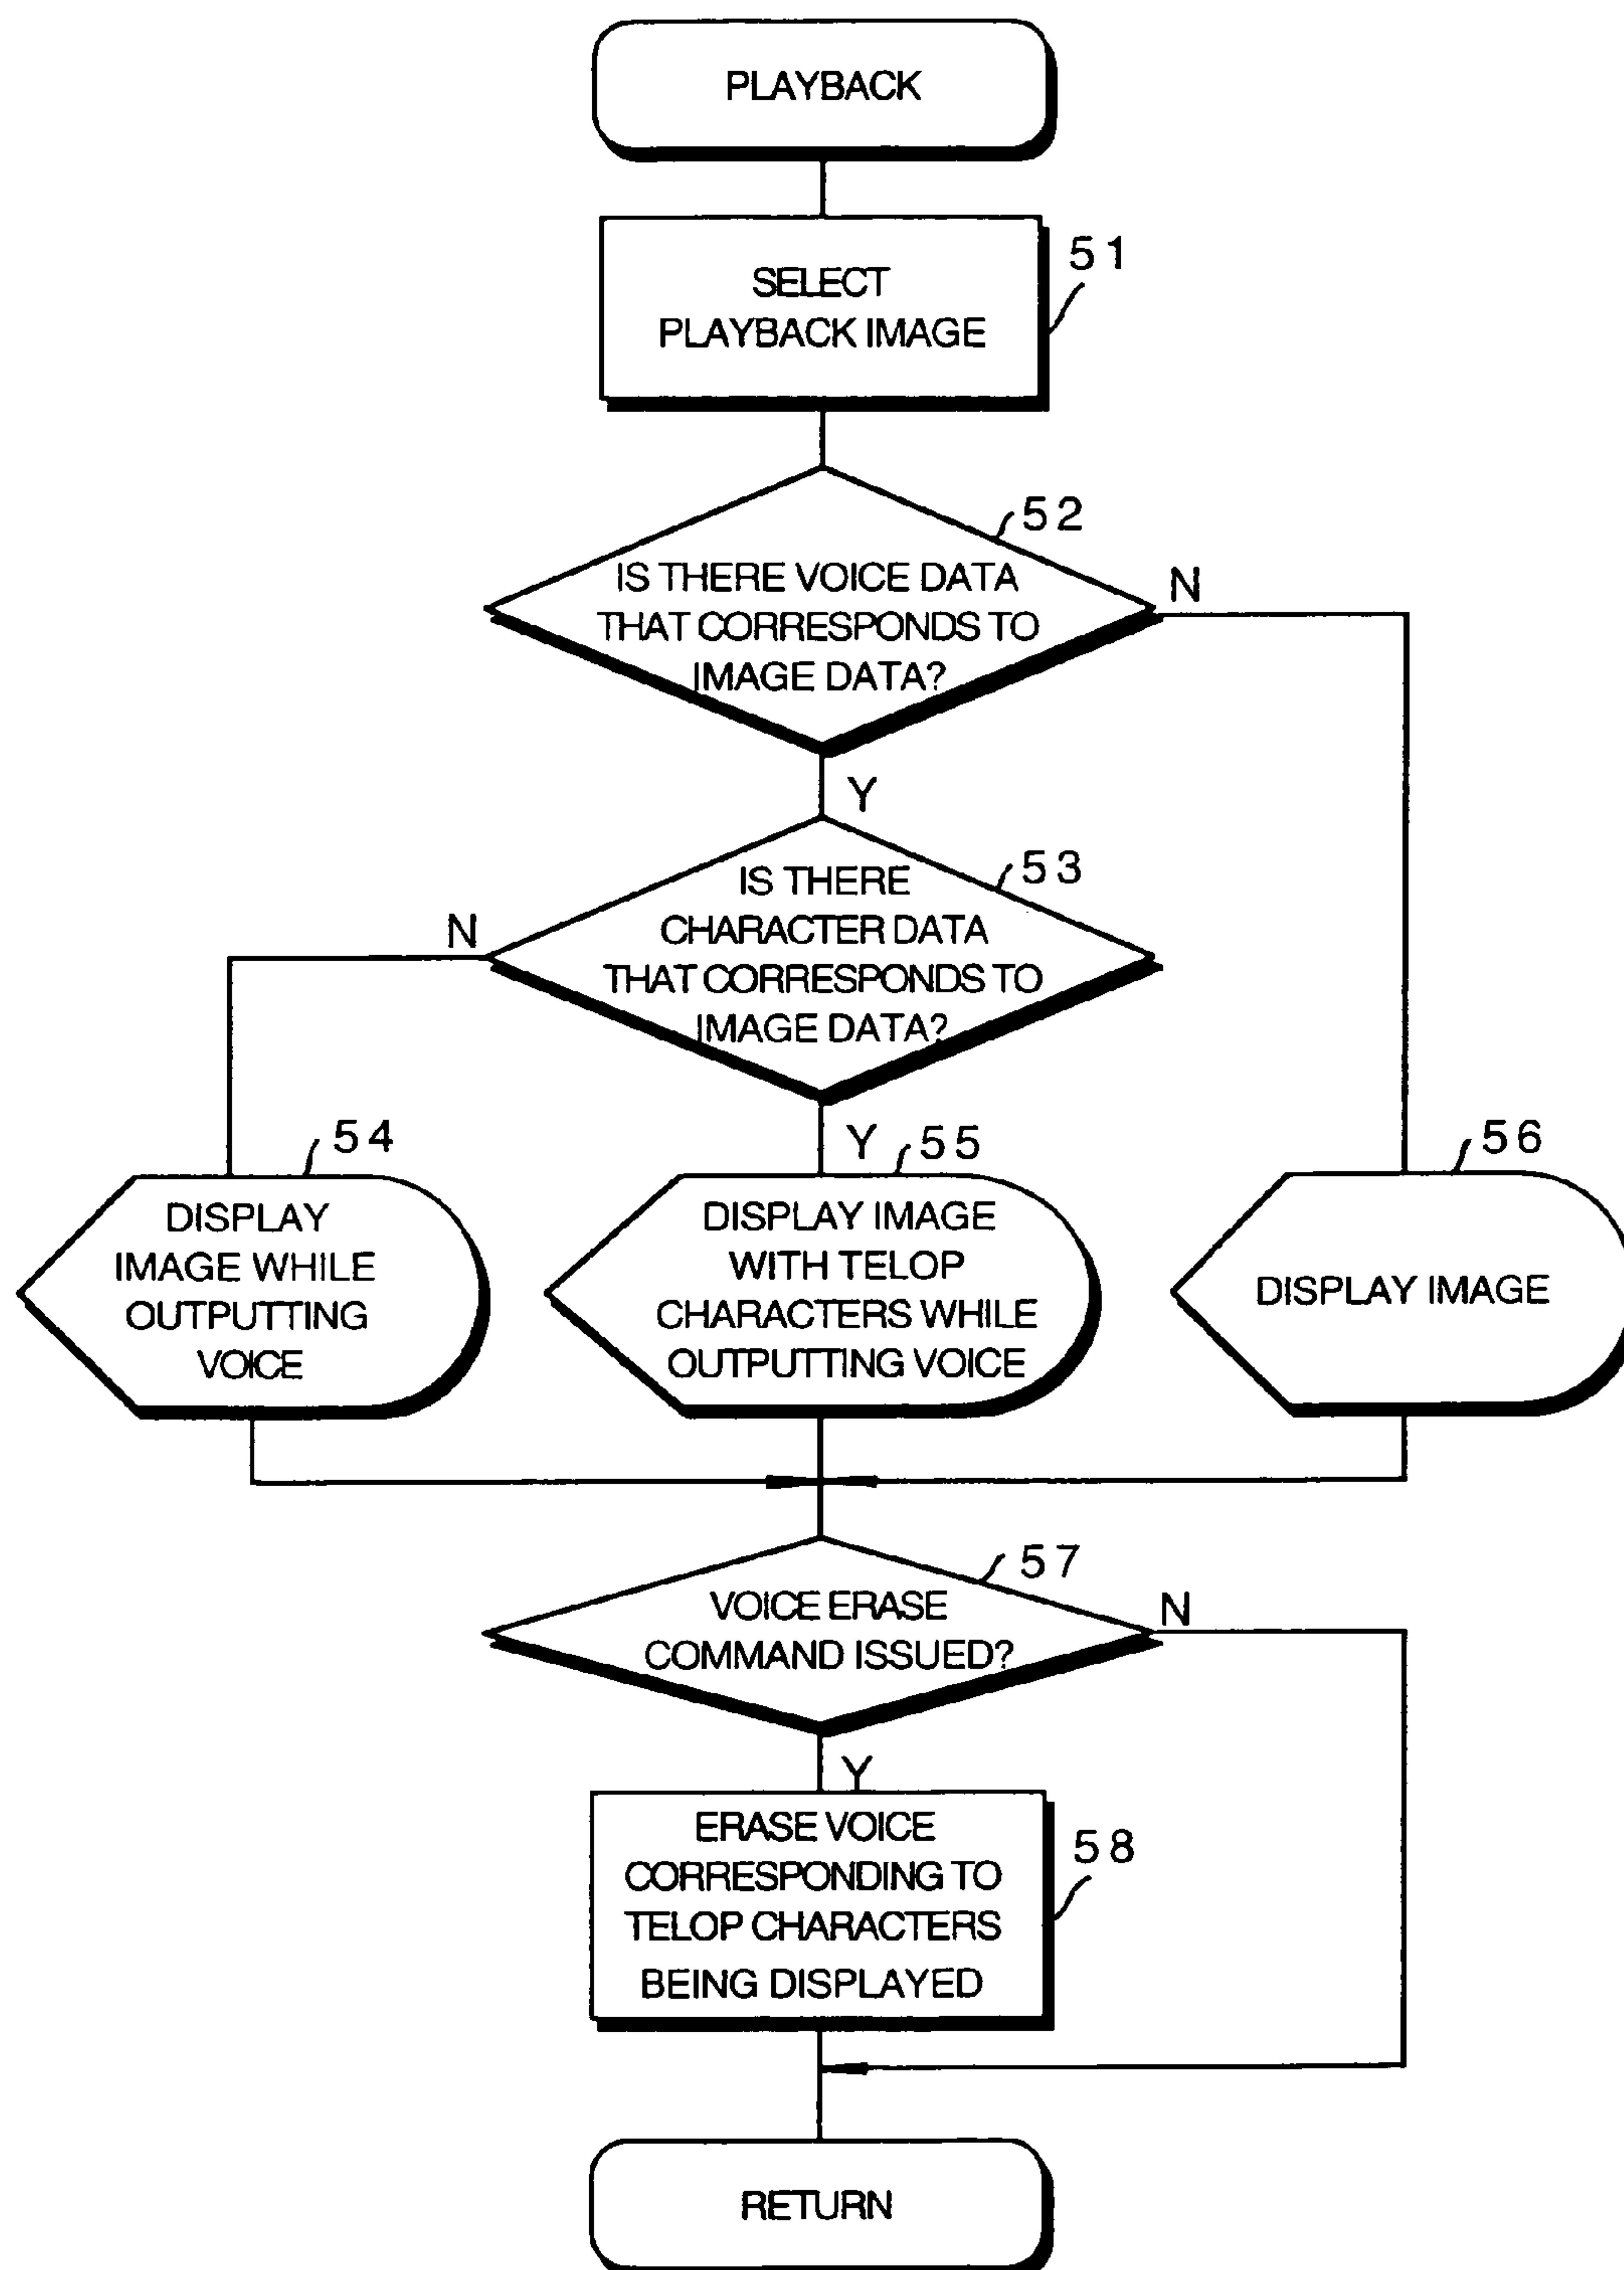 PLAYBACK
SELECT
PLAYBACK IMAGE
51
52
IS THERE VOICE DATA
THAT CORRESPONDS TO
IMAGE DATA?
N
Y
53
IS THERE
CHARACTER DATA
THAT CORRESPONDS TO
IMAGE DATA?
N
Y
54
DISPLAY
IMAGE WHILE
OUTPUTTING
VOICE
55
DISPLAY IMAGE
WITH TELOP
CHARACTERS WHILE
OUTPUTTING VOICE
56
DISPLAY IMAGE
57
VOICE ERASE
COMMAND ISSUED?
N
Y
ERASE VOICE
CORRESPONDING TO
TELOP CHARACTERS
BEING DISPLAYED
58
RETURN